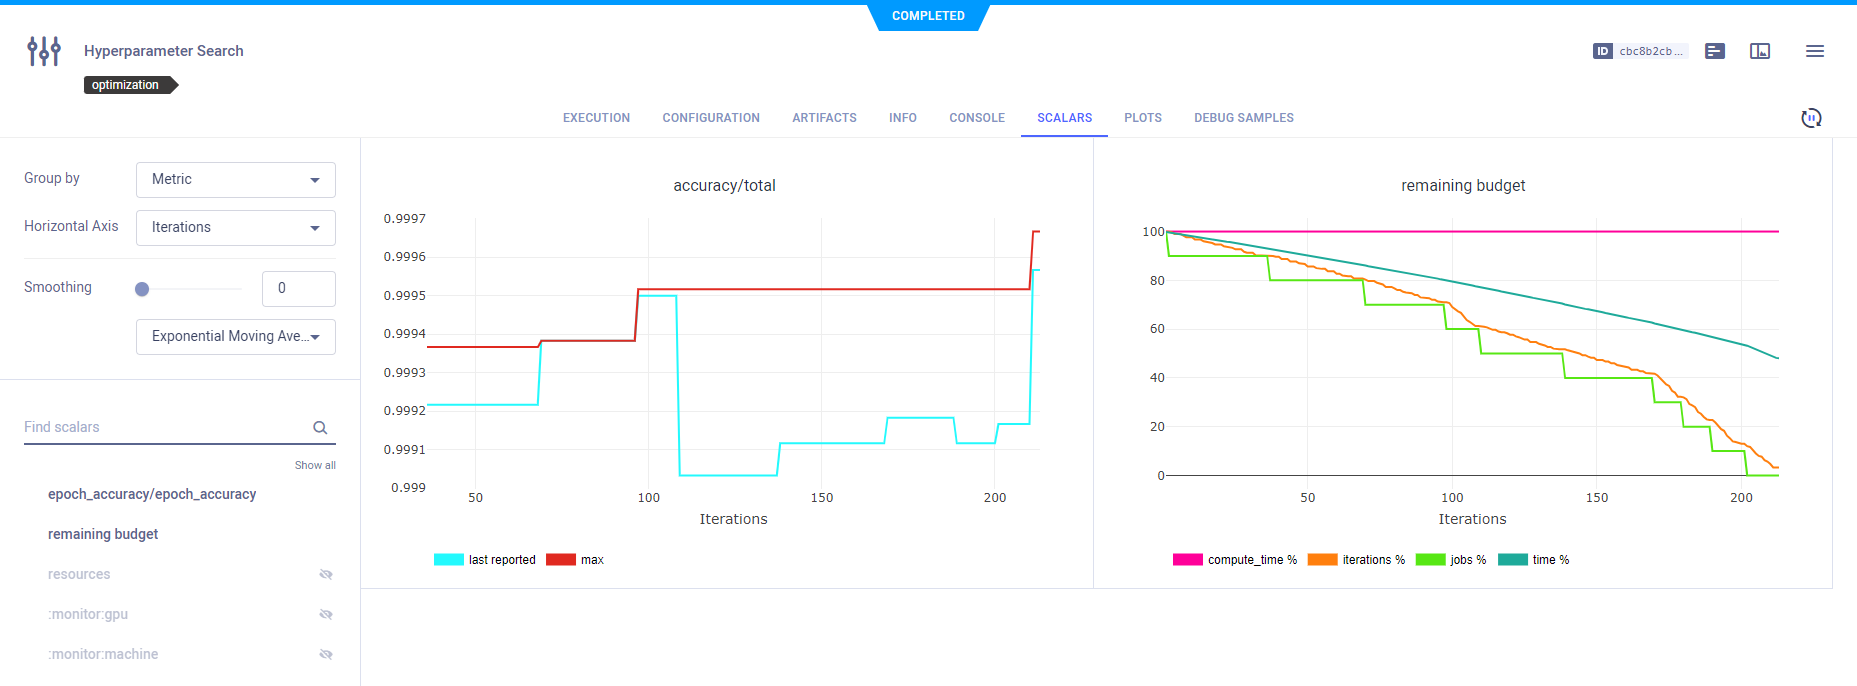 COMPLETED
Hyperparameter Search
optimization
ID cbc8b2cb ...
EXECUTION CONFIGURATION ARTIFACTS INFO CONSOLE SCALARS PLOTS DEBUG SAMPLES
Group by Metric
Horizontal Axis Iterations
Smoothing 0
Exponential Moving Ave...
Find scalars
Show all
epoch_accuracy/epoch_accuracy
remaining budget
resources
:monitor:gpu
:monitor:machine
accuracy/total
0.9997
0.9996
0.9995
0.9994
0.9993
0.9992
0.9991
0.999
50 100 150 200
Iterations
last reported max
remaining budget
100
80
60
40
20
0
50 100 150 200
Iterations
compute_time % iterations % jobs % time %